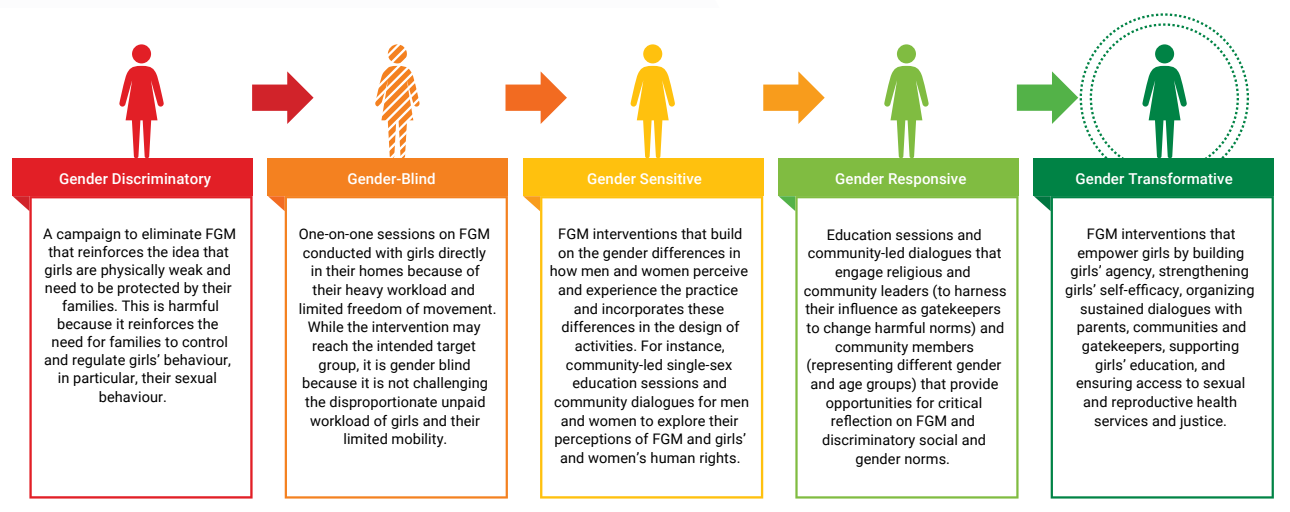 Gender Discriminatory
A campaign to eliminate FGM
that reinforces the idea that
girls are physically weak and
need to be protected by their
families. This is harmful
because it reinforces the
need for families to control
and regulate girls’ behaviour,
in particular, their sexual
behaviour.
Gender-Blind
One-on-one sessions on FGM
conducted with girls directly
in their homes because of
their heavy workload and
limited freedom of movement.
While the intervention may
reach the intended target
group, it is gender blind
because it is not challenging
the disproportionate unpaid
workload of girls and their
limited mobility.
Gender Sensitive
FGM interventions that build
on the gender differences in
how men and women perceive
and experience the practice
and incorporates these
differences in the design of
activities. For instance,
community-led single-sex
education sessions and
community dialogues for men
and women to explore their
perceptions of FGM and girls’
and women’s human rights.
Gender Responsive
Education sessions and
community-led dialogues that
engage religious and
community leaders (to harness
their influence as gatekeepers
to change harmful norms) and
community members
(representing different gender
and age groups) that provide
opportunities for critical
reflection on FGM and
discriminatory social and
gender norms.
Gender Transformative
FGM interventions that
empower girls by building
girls’ agency, strengthening
girls’ self-efficacy, organizing
sustained dialogues with
parents, communities and
gatekeepers, supporting
girls’ education, and
ensuring access to sexual
and reproductive health
services and justice.